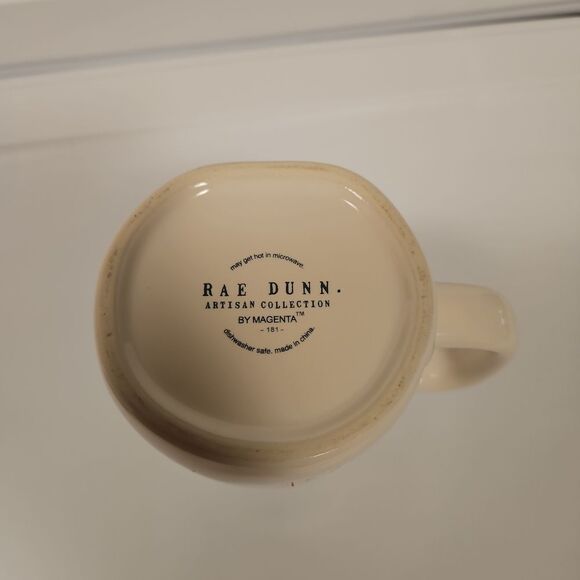 may get hot in microwave.
RAE DUNN.
ARTISAN COLLECTION
BY MAGENTA™
- 181 -
dishwasher safe. made in china.